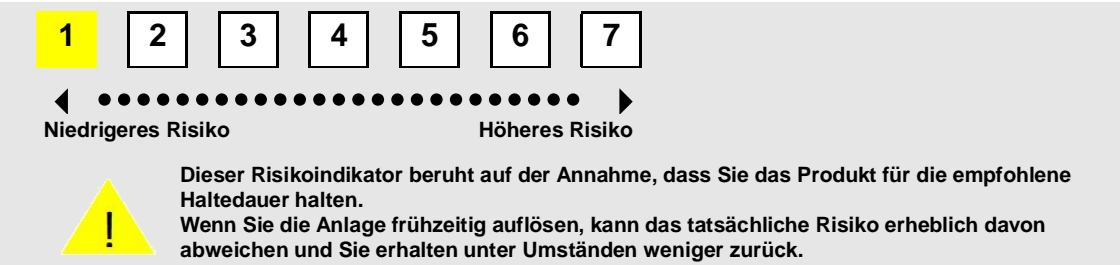 1 2 3 4 5 6 7
Niedrigeres Risiko Höheres Risiko
Dieser Risikoindikator beruht auf der Annahme, dass Sie das Produkt für die empfohlene
Haltedauer halten.
Wenn Sie die Anlage frühzeitig auflösen, kann das tatsächliche Risiko erheblich davon
abweichen und Sie erhalten unter Umständen weniger zurück.
!